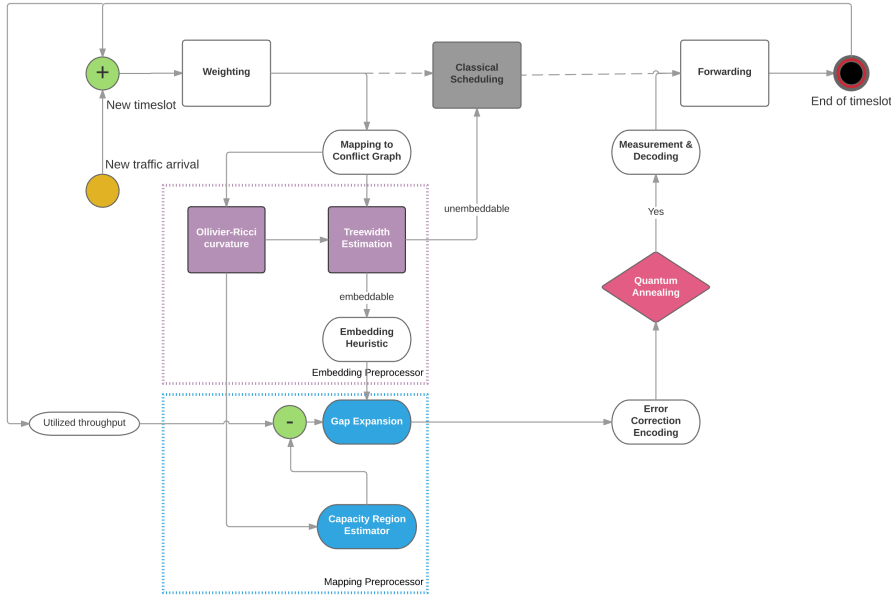 Weighting
Classical
Scheduling
Forwarding
+
New timeslot
End of timeslot
Mapping to
Conflict Graph
Measurement &
Decoding
New traffic arrival
unembeddable
Yes
Ollivier-Ricci
curvature
Treewidth
Estimation
Quantum
Annealing
embeddable
Embedding
Heuristic
Embedding Preprocessor
Utilized throughput
-
Gap Expansion
Error
Correction
Encoding
Capacity Region
Estimator
Mapping Preprocessor